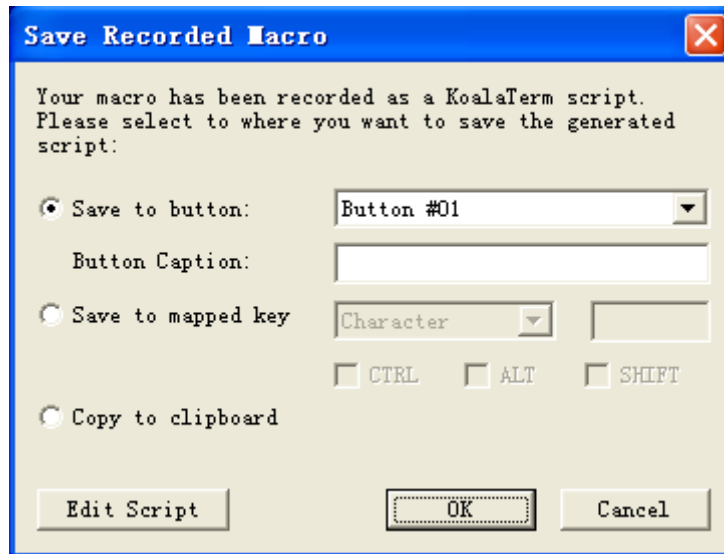 Save Recorded Macro
Your macro has been recorded as a KoalaTerm script.
Please select to where you want to save the generated
script:
Save to button: Button #01
Button Caption:
Save to mapped key Character
CTRL ALT SHIFT
Copy to clipboard
Edit Script OK Cancel